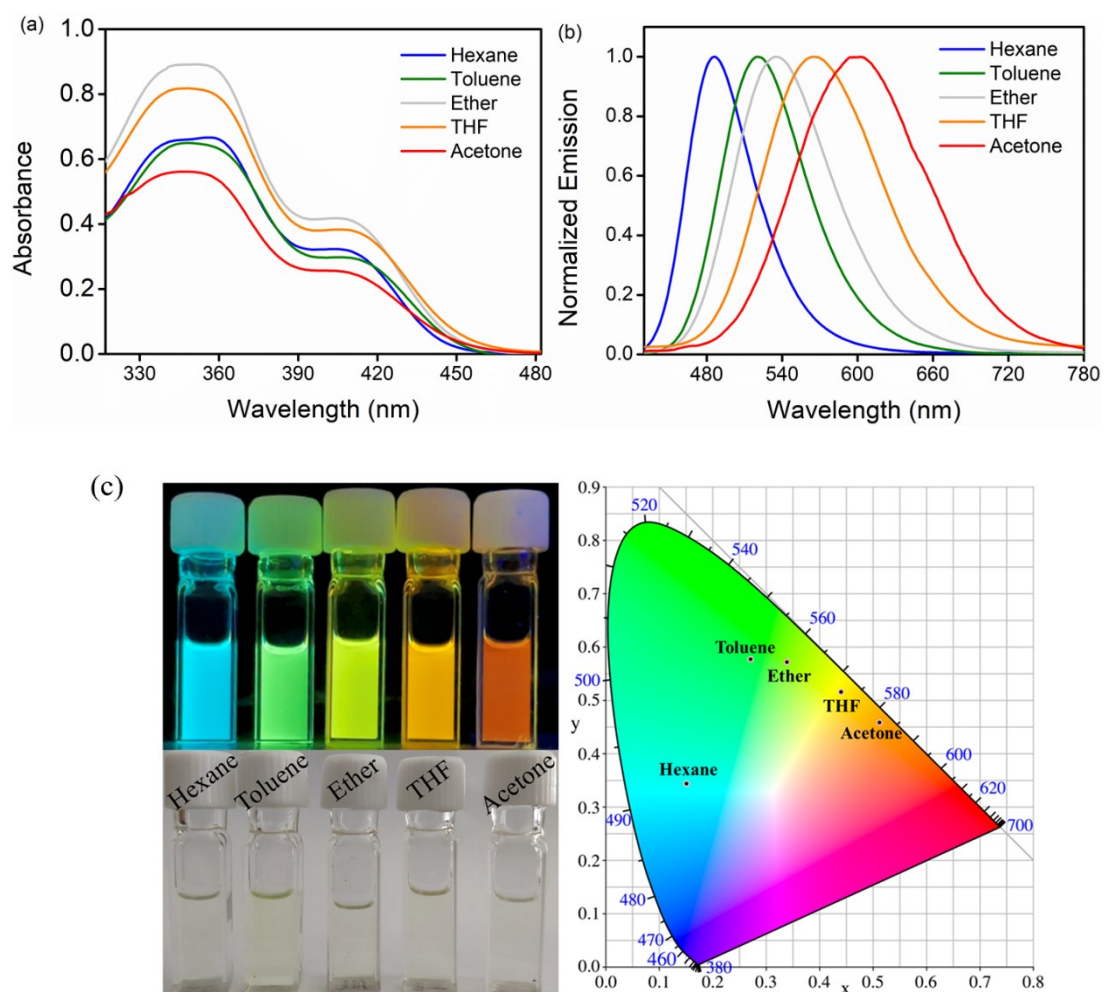 (a)
1.0
0.8
0.6
0.4
0.2
0.0
Absorbance
330 360 390 420 450 480
Wavelength (nm)
Hexane
Toluene
Ether
THF
Acetone
(b)
1.0
0.8
0.6
0.4
0.2
0.0
Normalized Emission
480 540 600 660 720 780
Wavelength (nm)
Hexane
Toluene
Ether
THF
Acetone
(c)
Hexane Toluene Ether THF Acetone
0.9
0.8
0.7
0.6
0.5
y
0.4
0.3
0.2
0.1
0.0
0.0 0.1 0.2 0.3 0.4 0.5 0.6 0.7 0.8
x
520
540
560
580
600
620
700
500
490
480
470
460
380
Toluene
Ether
THF
Acetone
Hexane